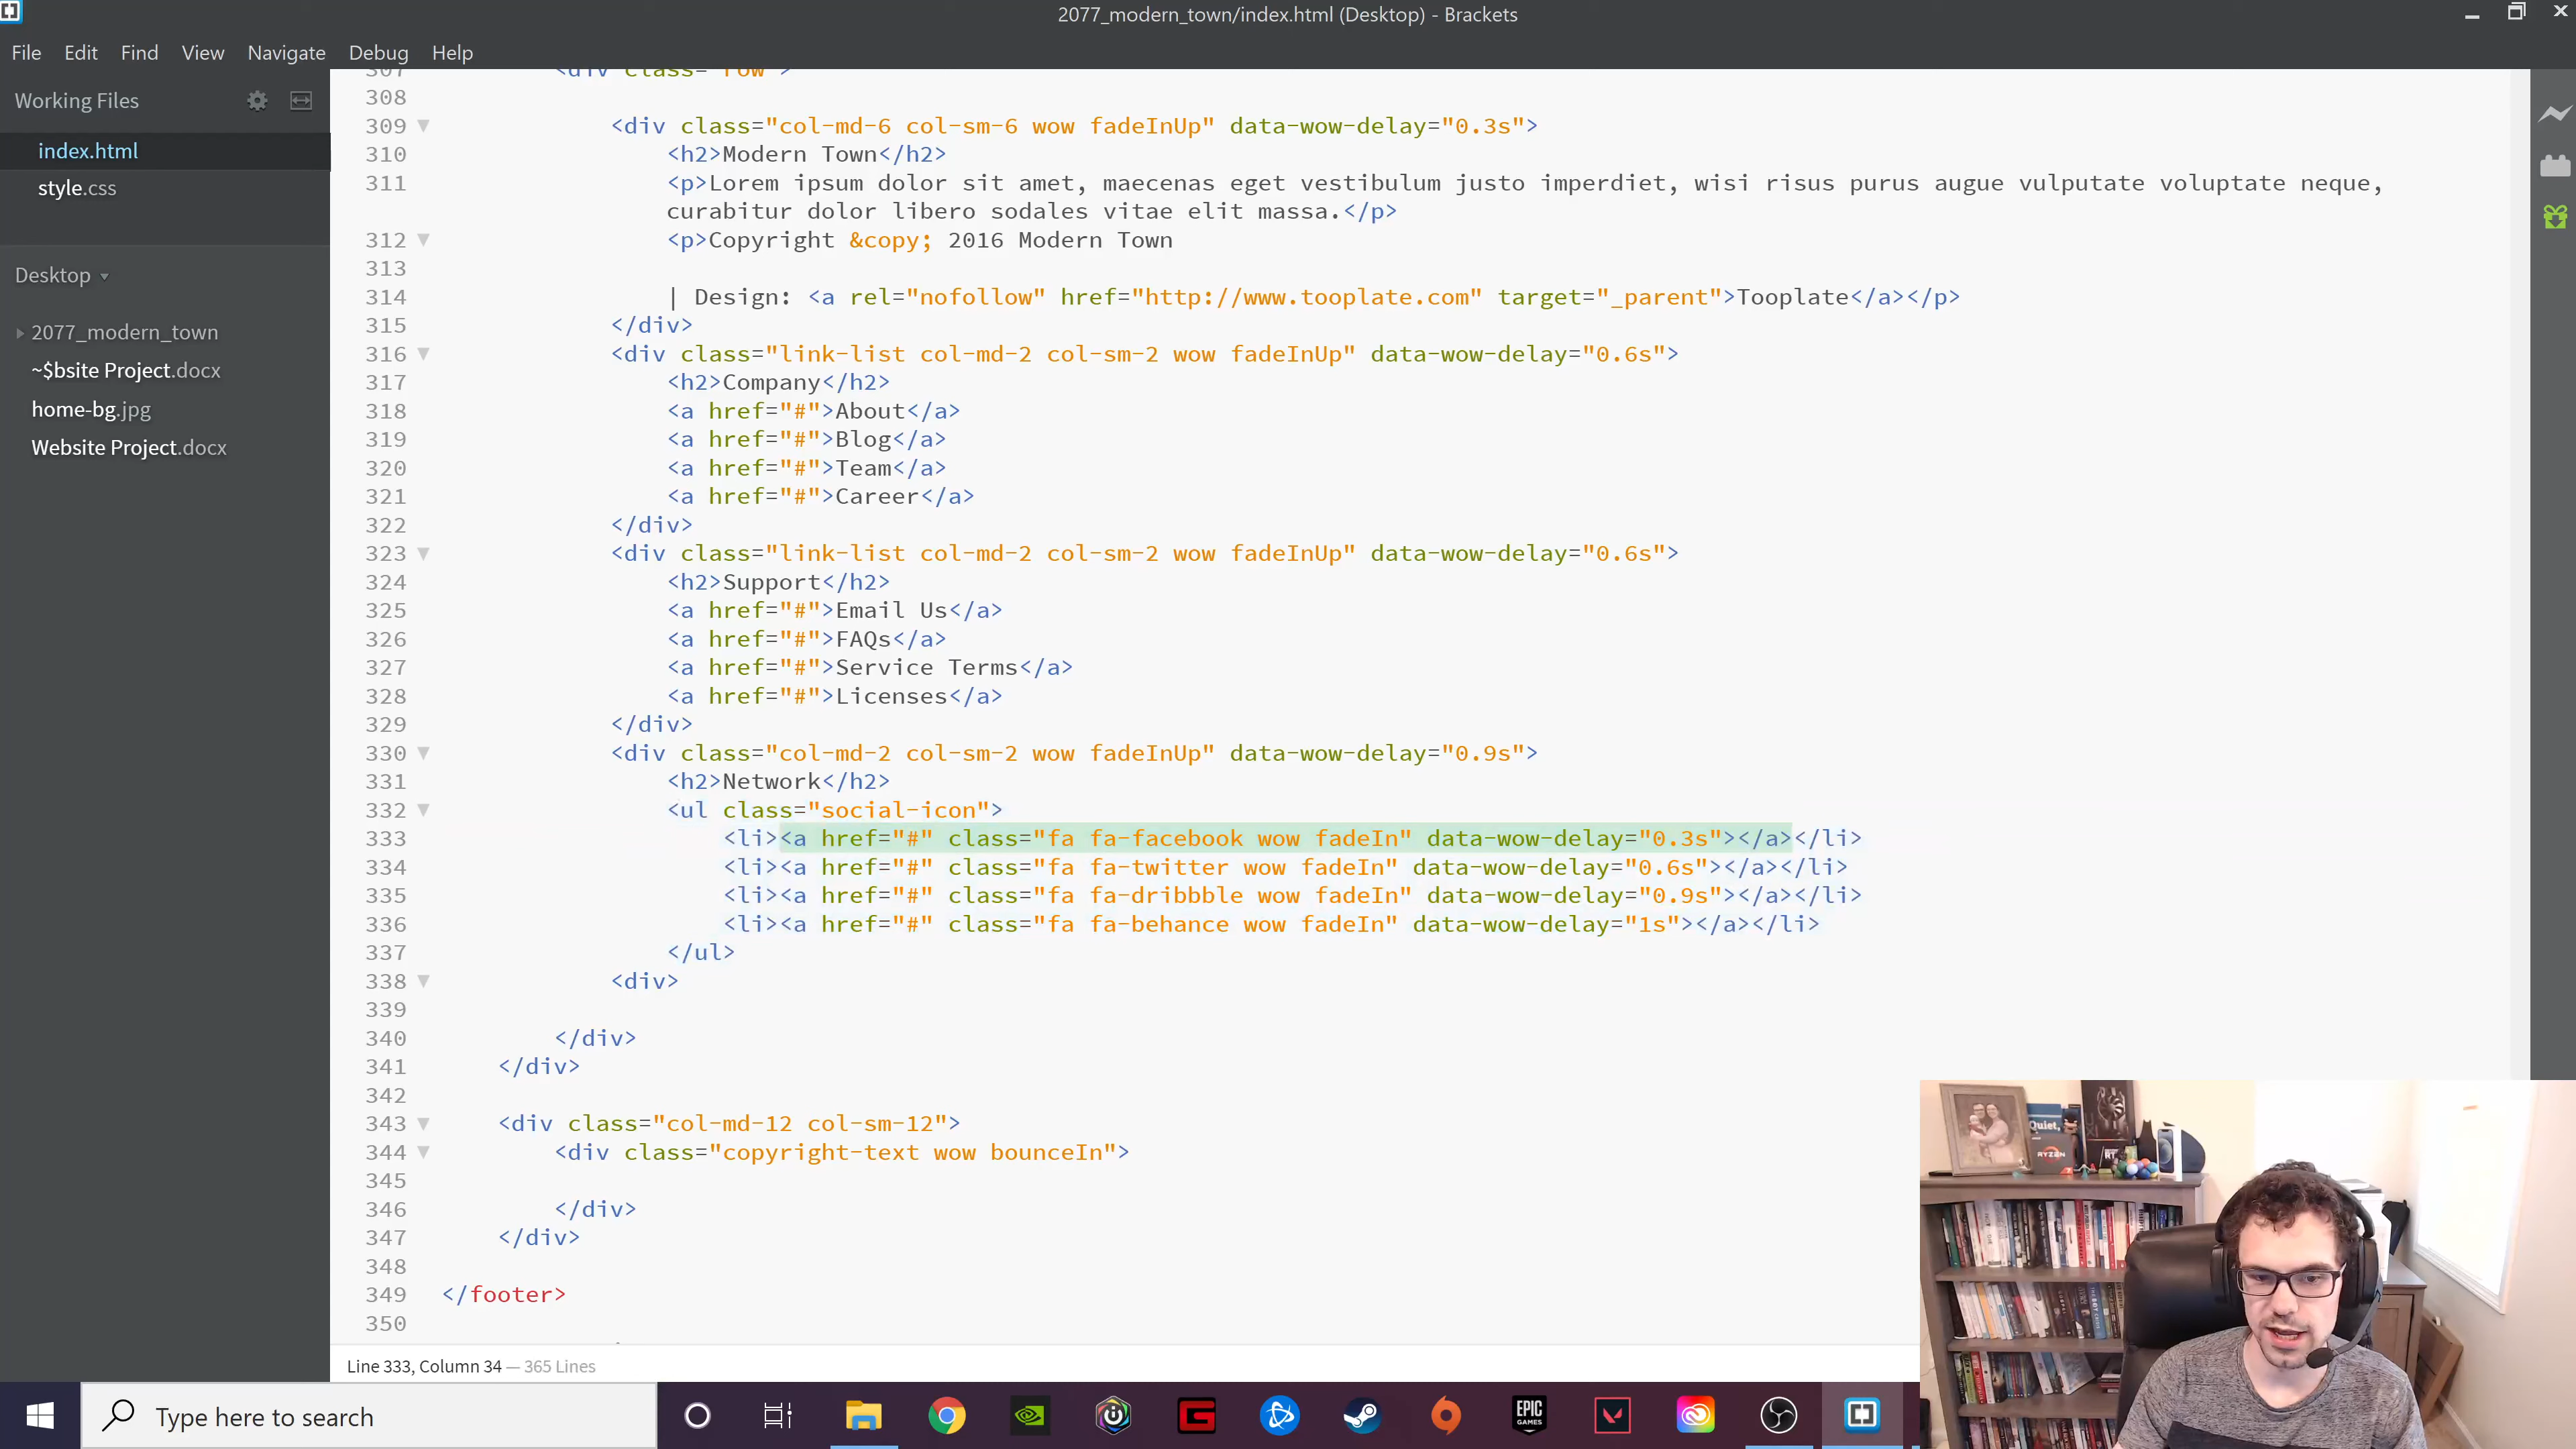 2077_modern_town/index.html (Desktop) - Brackets
File Edit Find View Navigate Debug Help
Working Files
index.html
style.css
Desktop
2077_modern_town
~$bsite Project.docx
home-bg.jpg
Website Project.docx
307 <div class="row">
308
309 <div class="col-md-6 col-sm-6 wow fadeInUp" data-wow-delay="0.3s">
310 <h2>Modern Town</h2>
311 <p>Lorem ipsum dolor sit amet, maecenas eget vestibulum justo imperdiet, wisi risus purus augue vulputate voluptate neque,
curabitur dolor libero sodales vitae elit massa.</p>
312 <p>Copyright &copy; 2016 Modern Town
313
314 | Design: <a rel="nofollow" href="http://www.tooplate.com" target="_parent">Tooplate</a></p>
315 </div>
316 <div class="link-list col-md-2 col-sm-2 wow fadeInUp" data-wow-delay="0.6s">
317 <h2>Company</h2>
318 <a href="#">About</a>
319 <a href="#">Blog</a>
320 <a href="#">Team</a>
321 <a href="#">Career</a>
322 </div>
323 <div class="link-list col-md-2 col-sm-2 wow fadeInUp" data-wow-delay="0.6s">
324 <h2>Support</h2>
325 <a href="#">Email Us</a>
326 <a href="#">FAQs</a>
327 <a href="#">Service Terms</a>
328 <a href="#">Licenses</a>
329 </div>
330 <div class="col-md-2 col-sm-2 wow fadeInUp" data-wow-delay="0.9s">
331 <h2>Network</h2>
332 <ul class="social-icon">
333 <li><a href="#" class="fa fa-facebook wow fadeIn" data-wow-delay="0.3s"></a></li>
334 <li><a href="#" class="fa fa-twitter wow fadeIn" data-wow-delay="0.6s"></a></li>
335 <li><a href="#" class="fa fa-dribbble wow fadeIn" data-wow-delay="0.9s"></a></li>
336 <li><a href="#" class="fa fa-behance wow fadeIn" data-wow-delay="1s"></a></li>
337 </ul>
338 <div>
339
340 </div>
341 </div>
342
343 <div class="col-md-12 col-sm-12">
344 <div class="copyright-text wow bounceIn">
345
346 </div>
347 </div>
348
349 </footer>
350
Line 333, Column 34 — 365 Lines
Quiet,
RYZEN
Type here to search
EPIC
GAMES